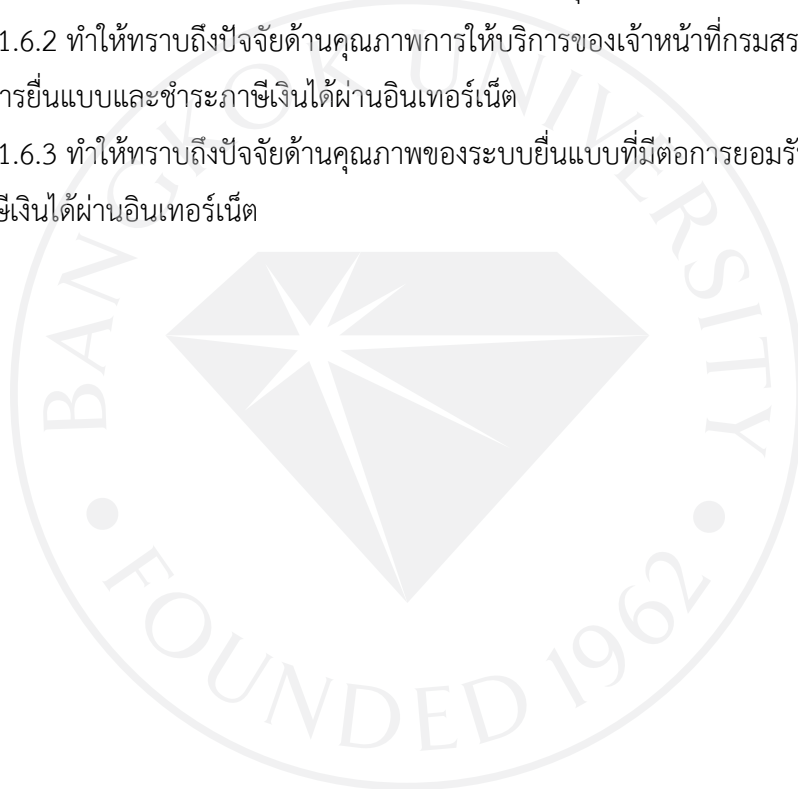 1.6.2 ทำให้ทราบถึงปัจจัยด้านคุณภาพการให้บริการของเจ้าหน้าที่กรมสร
ารยื่นแบบและชำระภาษีเงินได้ผ่านอินเทอร์เน็ต
1.6.3 ทำให้ทราบถึงปัจจัยด้านคุณภาพของระบบยื่นแบบที่มีต่อการยอมรั
ษีเงินได้ผ่านอินเทอร์เน็ต
BANGKOK UNIVERSITY
FOUNDED 1962